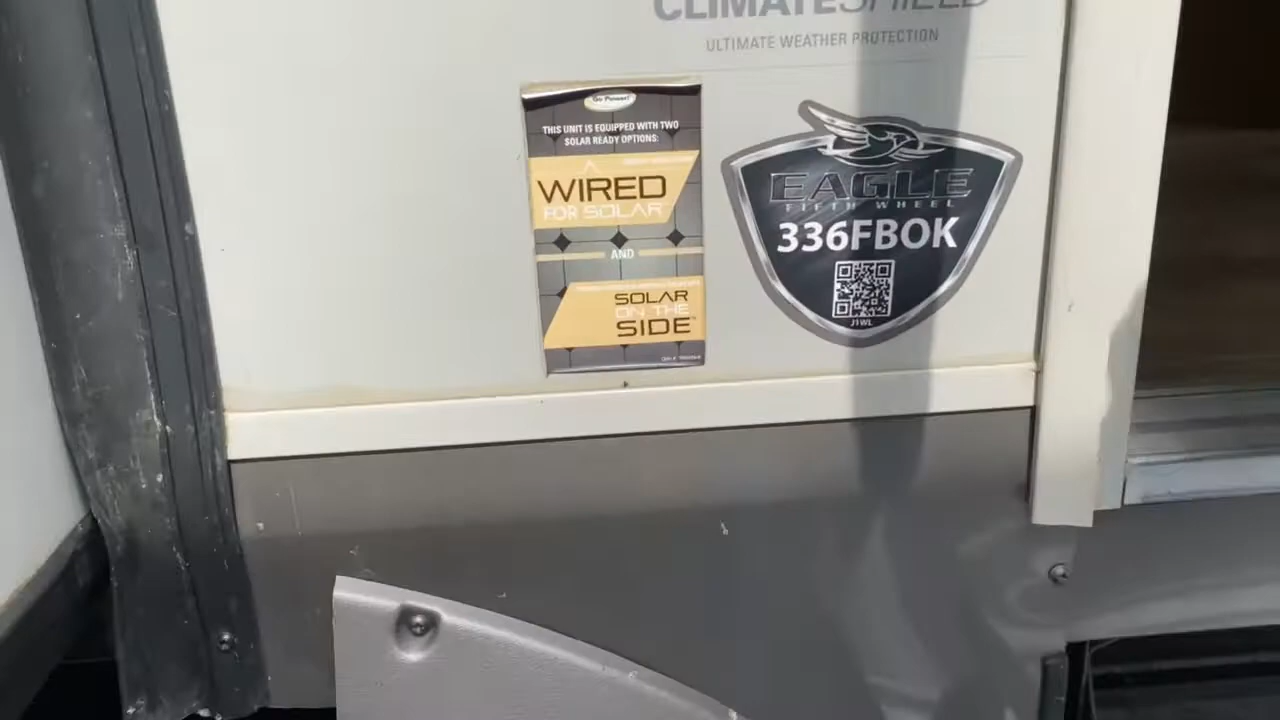 CLIMATESHIELD
ULTIMATE WEATHER PROTECTION
Go Power!
THIS UNIT IS EQUIPPED WITH TWO
SOLAR READY OPTIONS:
WIRED
FOR SOLAR
AND
SOLAR
ON THE
SIDE™
EAGLE
FIFTH WHEEL
336FBOK
J1WL